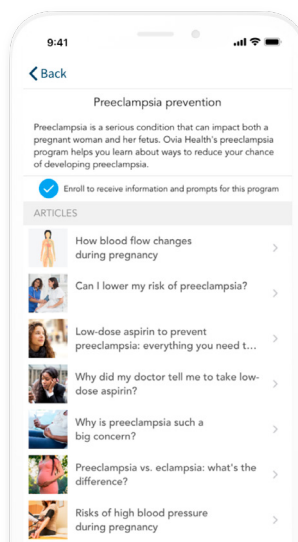 9:41
Back
Preeclampsia prevention
Preeclampsia is a serious condition that can impact both a
pregnant woman and her fetus. Ovia Health's preeclampsia
program helps you learn about ways to reduce your chance
of developing preeclampsia.
Enroll to receive information and prompts for this program
ARTICLES
How blood flow changes
during pregnancy
Can I lower my risk of preeclampsia?
Low-dose aspirin to prevent
preeclampsia: everything you need t...
Why did my doctor tell me to take low-
dose aspirin?
Why is preeclampsia such a
big concern?
Preeclampsia vs. eclampsia: what's the
difference?
Risks of high blood pressure
during pregnancy